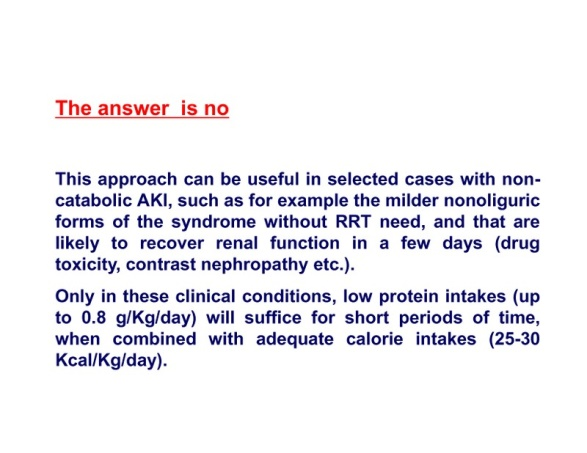 The answer  is no
This approach can be useful in selected cases with non-
catabolic AKI, such as for example the milder nonoliguric
forms of the syndrome without RRT need, and that are
likely to recover renal function in a few days (drug
toxicity, contrast nephropathy etc.).
Only in these clinical conditions, low protein intakes (up
to 0.8 g/Kg/day) will suffice for short periods of time,
when combined with adequate calorie intakes (25-30
Kcal/Kg/day).